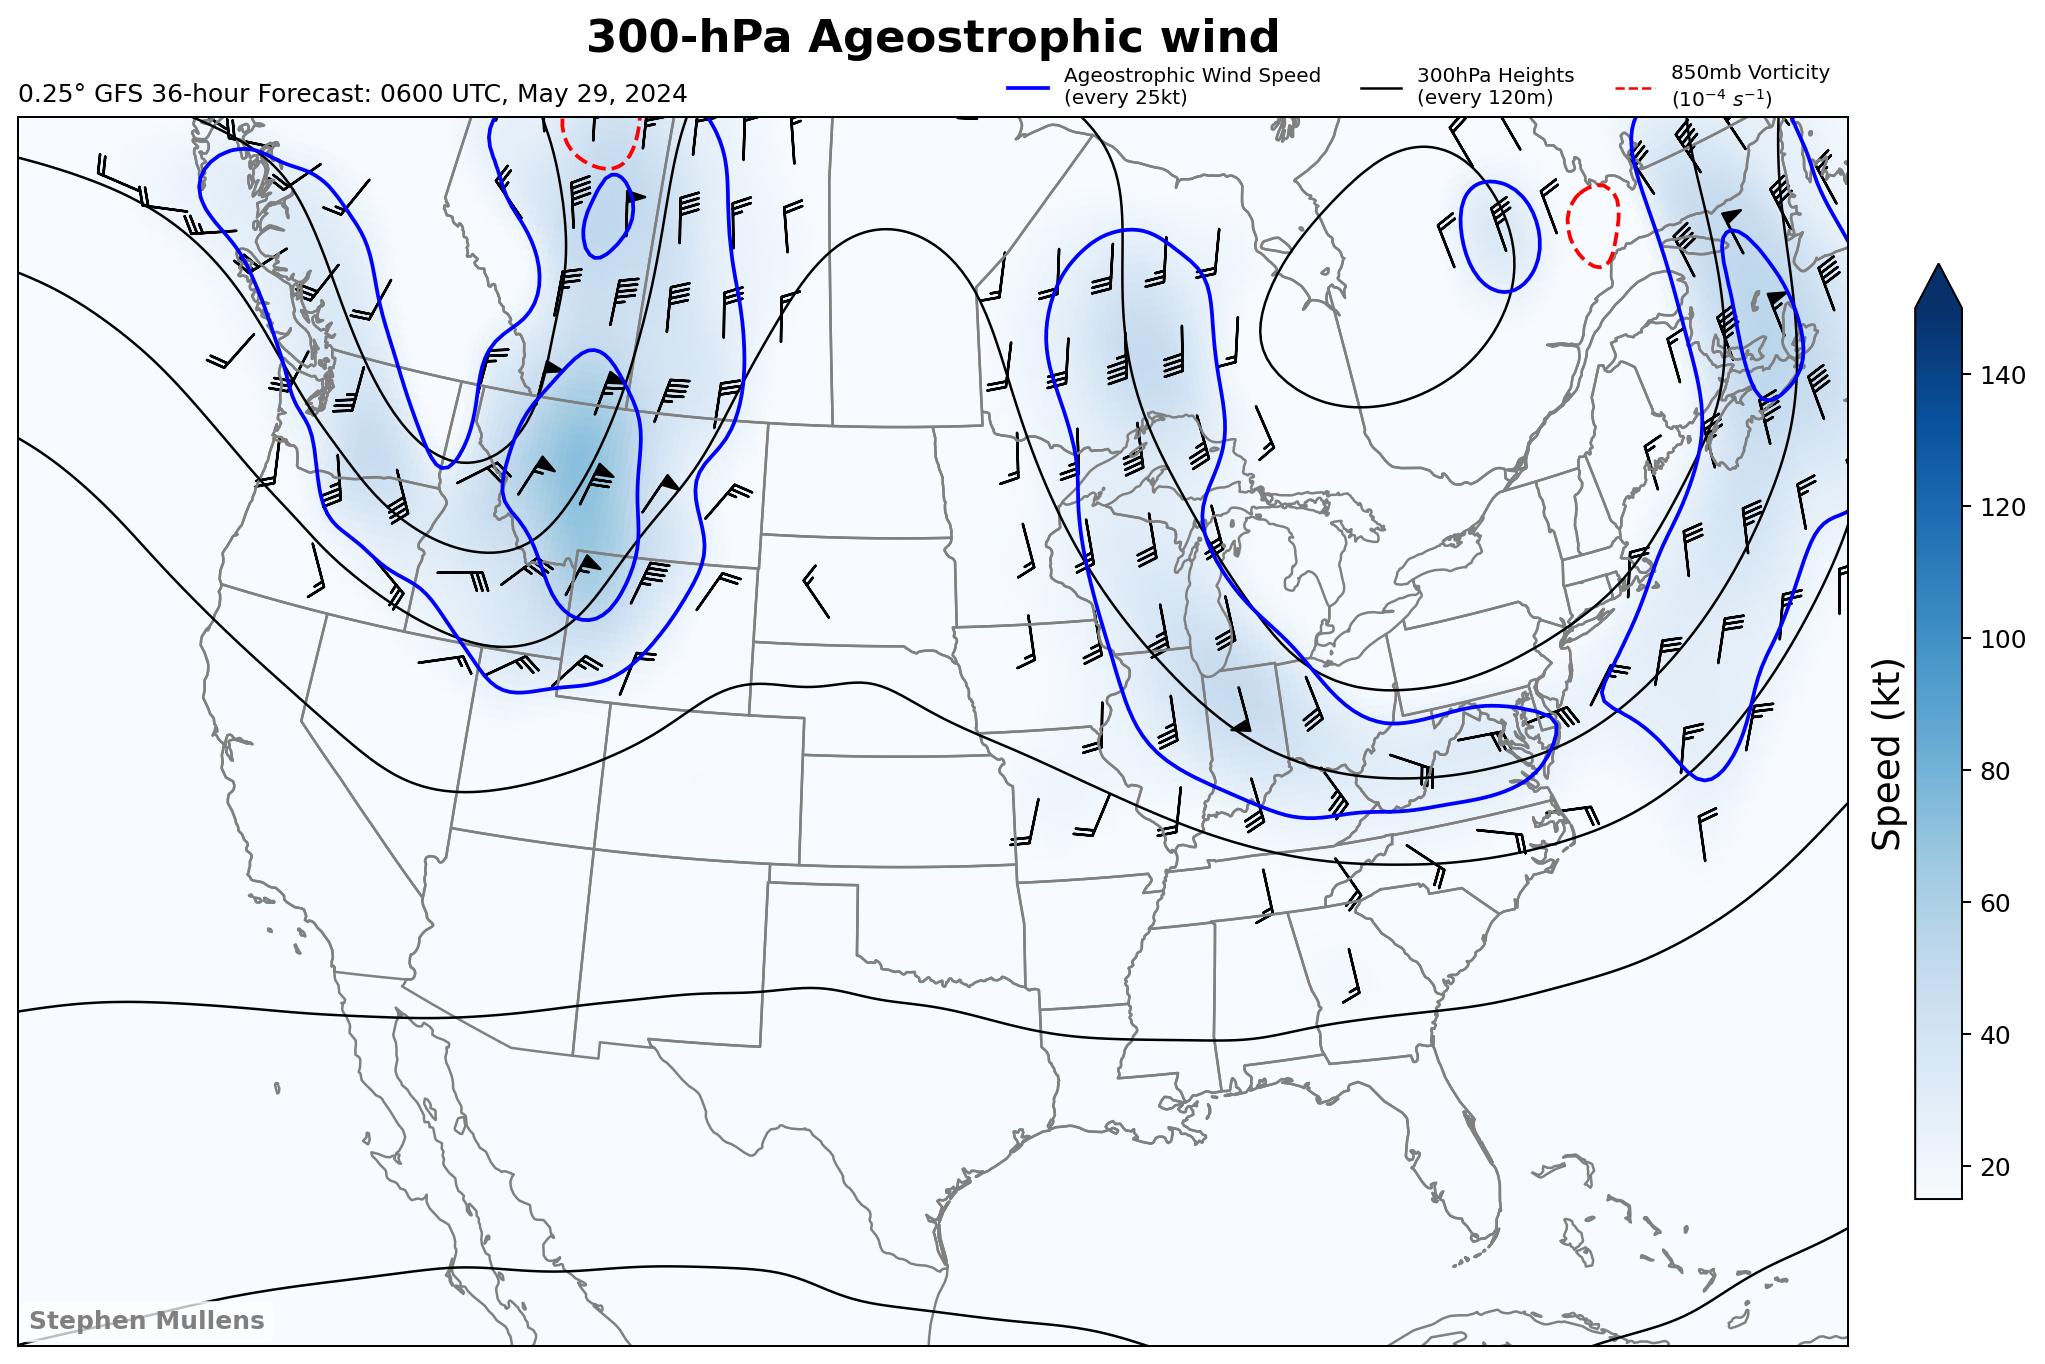 300-hPa Ageostrophic wind
0.25° GFS 36-hour Forecast: 0600 UTC, May 29, 2024
Ageostrophic Wind Speed
(every 25kt)
300hPa Heights
(every 120m)
850mb Vorticity
(10⁻⁴ s⁻¹)
140
120
100
80
60
40
20
Speed (kt)
Stephen Mullens